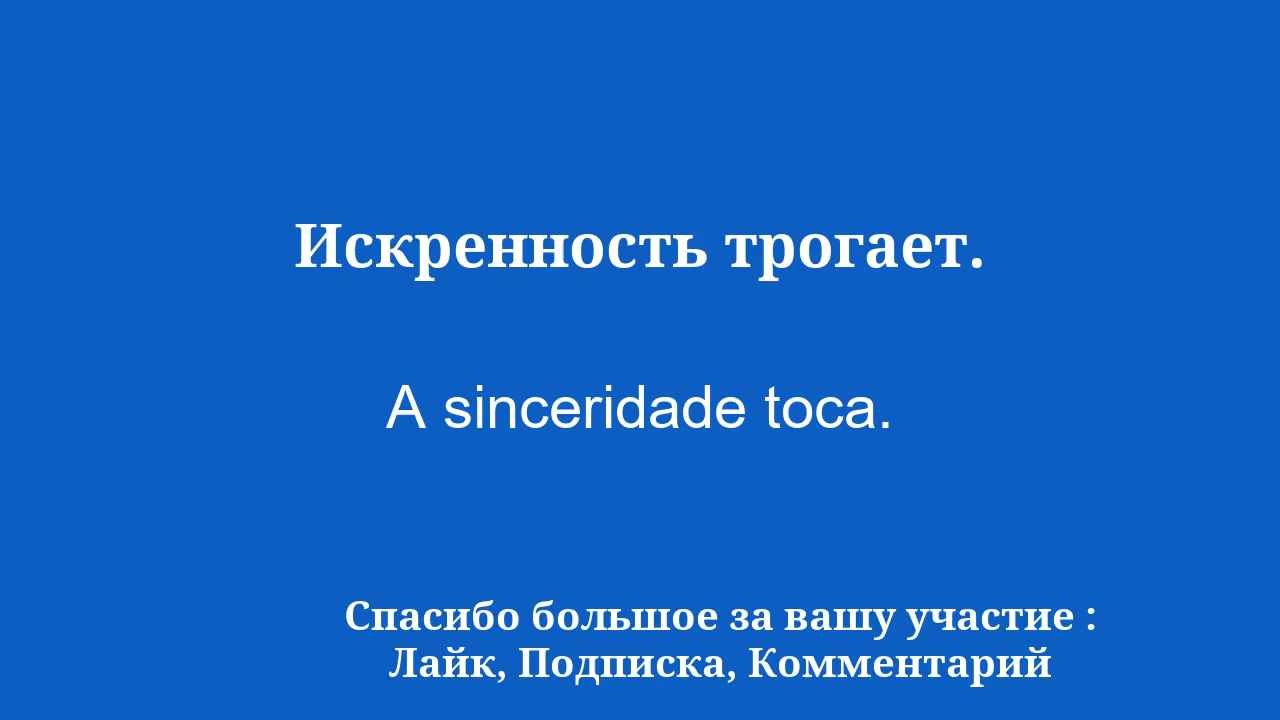 Искренность трогает.
A sinceridade toca.
Спасибо большое за вашу участие :
Лайк, Подписка, Комментарий